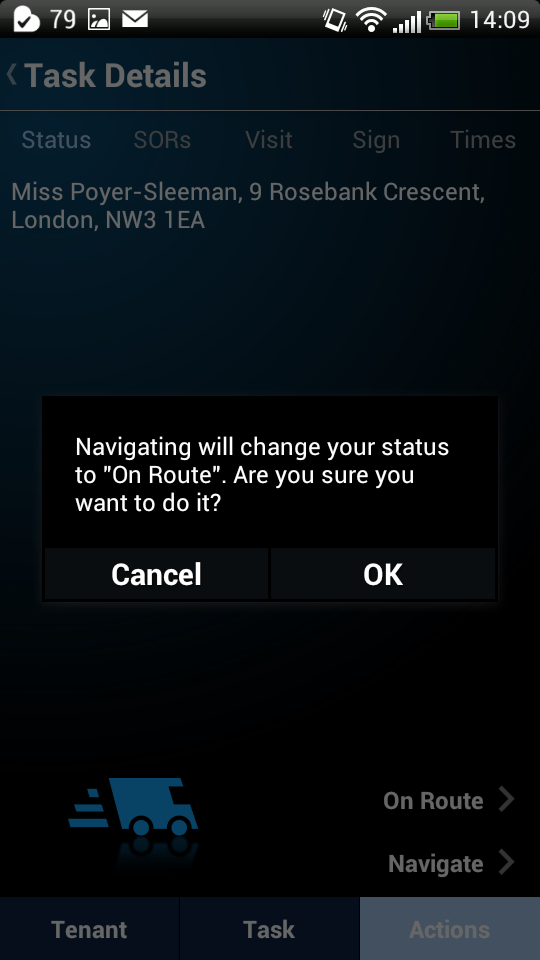 79 14:09
Task Details
Status SORs Visit Sign Times
Miss Poyer-Sleeman, 9 Rosebank Crescent,
London, NW3 1EA
Navigating will change your status
to "On Route". Are you sure you
want to do it?
Cancel OK
On Route
Navigate
Tenant Task Actions